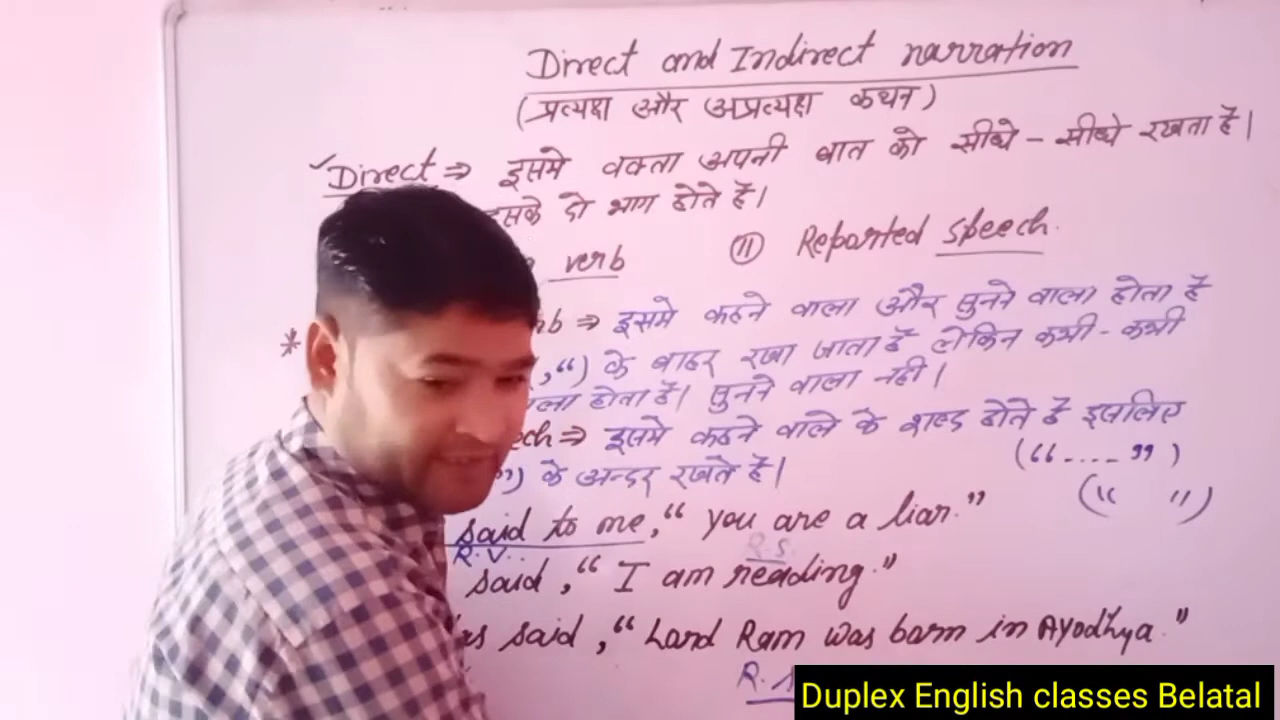 Direct and Indirect narration
(प्रत्यक्ष और अप्रत्यक्ष कथन)
Direct ⇒ इसमे वक्ता अपनी बात को सीधे - सीधे रखता है।
इसके दो भाग होते है।
verb (II) Reported speech.
* ⇒ इसमे कहने वाला और सुनने वाला होता है
(,“) के बाहर रखा जाता है लेकिन कभी - कभी
होता है। सुनने वाला नही।
⇒ इसमे कहने वाले के शब्द होते है इसलिए
के अन्दर रखते है। (“....”)
(“ ”)
said to me, “you are a liar.”
R.V. R.S.
said, “I am reading.”
said, “Lord Ram was born in Ayodhya.”
R.
Duplex English classes Belatal